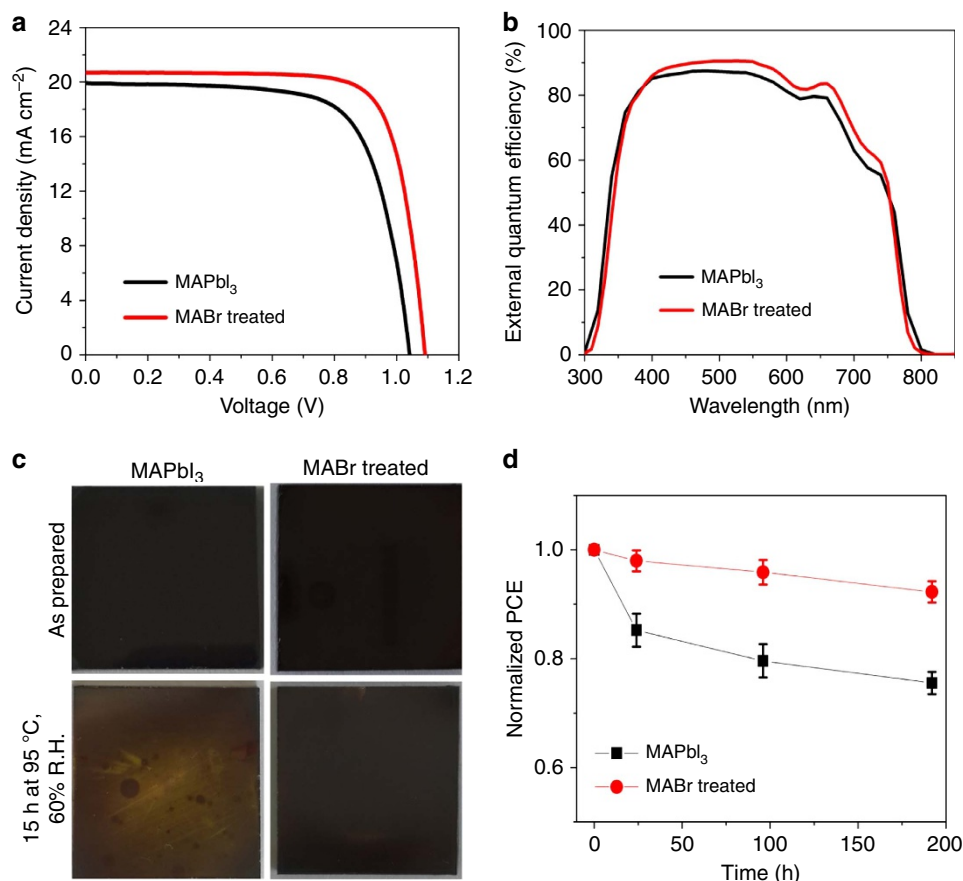 a
24
20
16
12
8
4
0
Current density (mA cm⁻²)
MAPbI₃
MABr treated
0.0 0.2 0.4 0.6 0.8 1.0 1.2
Voltage (V)
b
100
80
60
40
20
0
External quantum efficiency (%)
MAPbI₃
MABr treated
300 400 500 600 700 800
Wavelength (nm)
c
MAPbI₃ MABr treated
As prepared
15 h at 95 °C,
60% R.H.
d
1.0
0.8
0.6
Normalized PCE
MAPbI₃
MABr treated
0 50 100 150 200
Time (h)